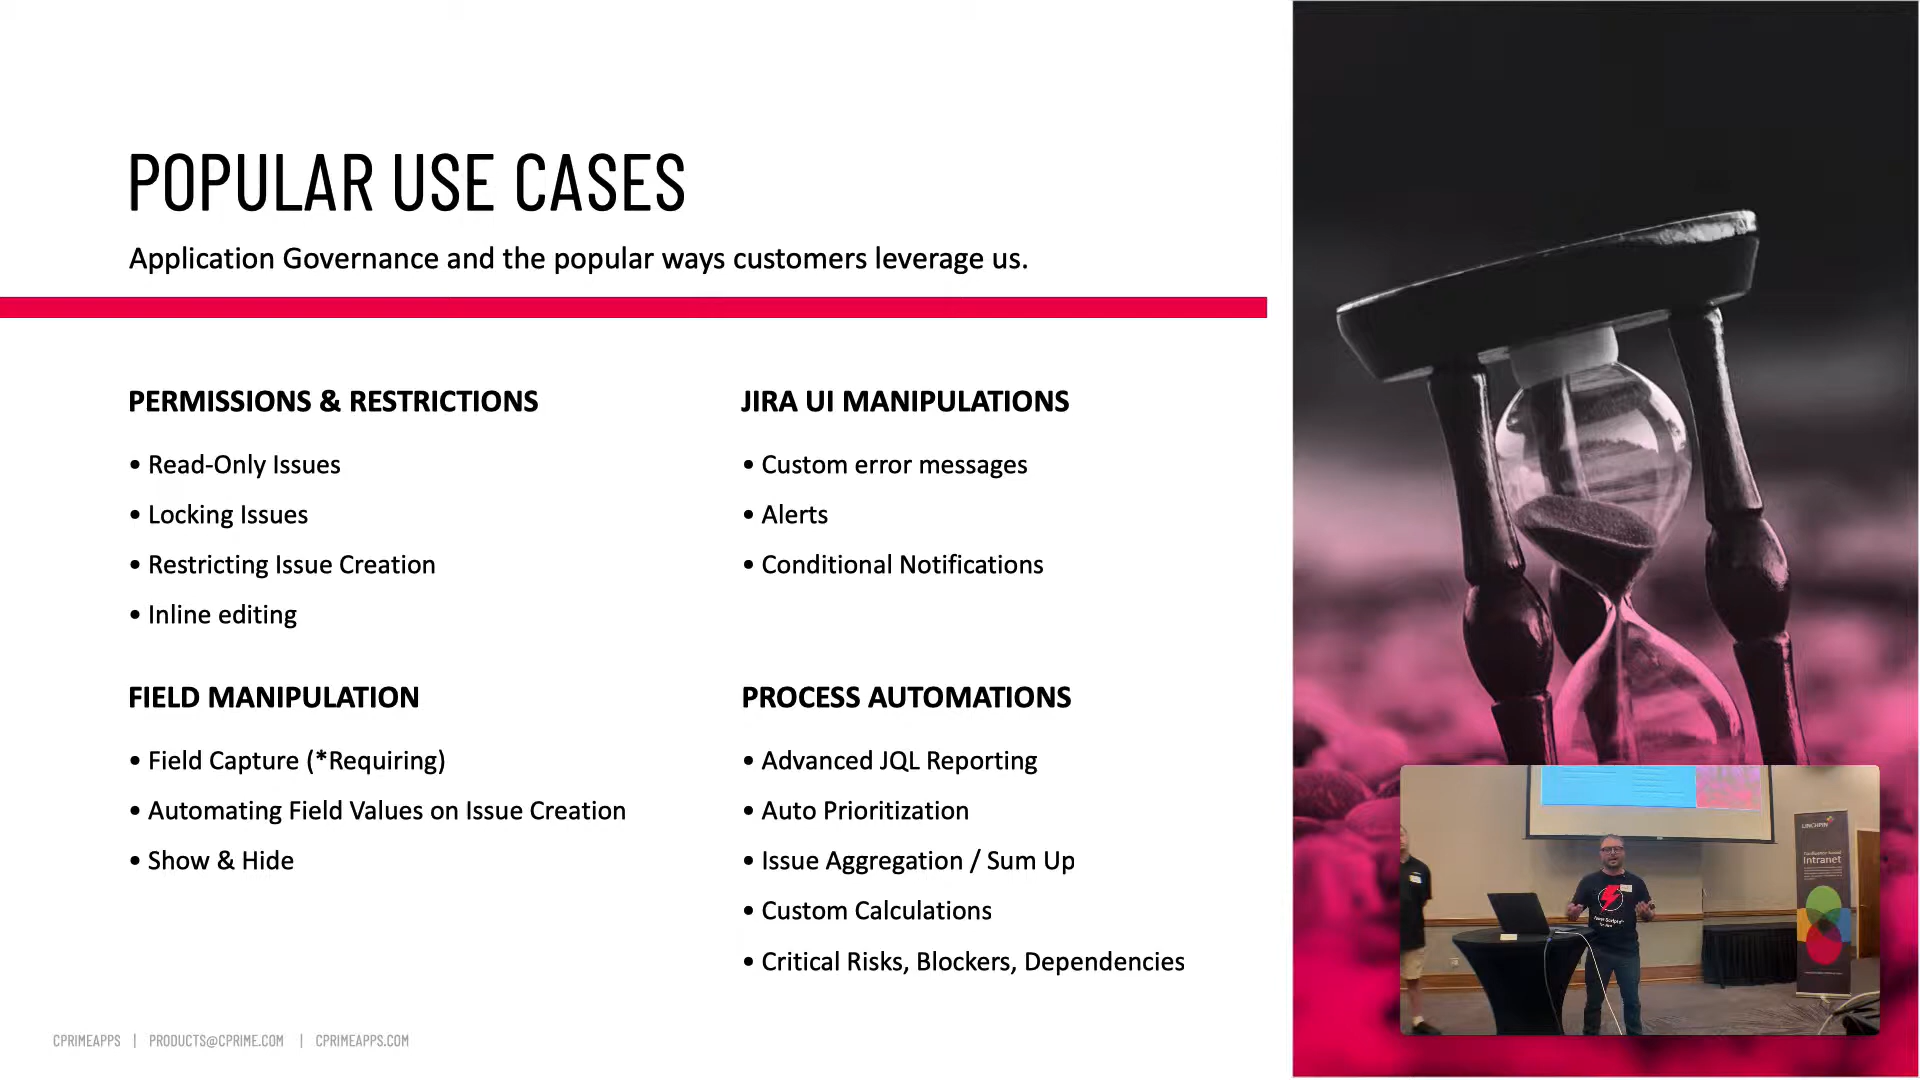 POPULAR USE CASES
Application Governance and the popular ways customers leverage us.
PERMISSIONS & RESTRICTIONS
• Read-Only Issues
• Locking Issues
• Restricting Issue Creation
• Inline editing
JIRA UI MANIPULATIONS
• Custom error messages
• Alerts
• Conditional Notifications
FIELD MANIPULATION
• Field Capture (*Requiring)
• Automating Field Values on Issue Creation
• Show & Hide
PROCESS AUTOMATIONS
• Advanced JQL Reporting
• Auto Prioritization
• Issue Aggregation / Sum Up
• Custom Calculations
• Critical Risks, Blockers, Dependencies
CPRIMEAPPS | PRODUCTS@CPRIME.COM | CPRIMEAPPS.COM
LINCHPIN
Intranet